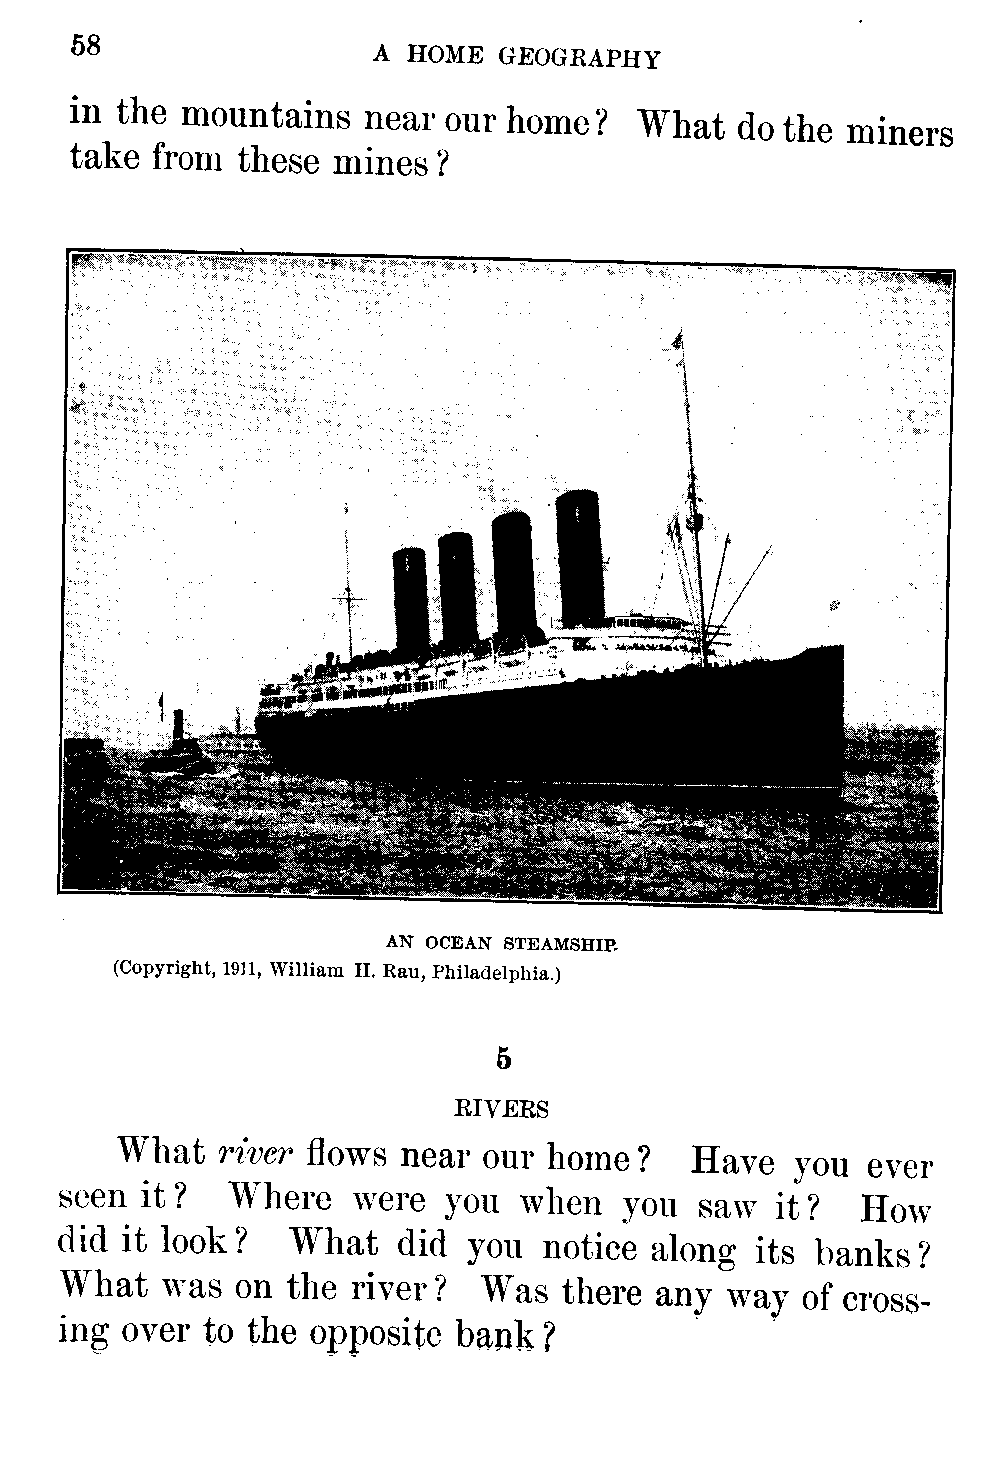 58
A HOME GEOGRAPHY
in the mountains near our home? What do the miners
take from these mines?
AN OCEAN STEAMSHIP.
(Copyright, 1911, William H. Rau, Philadelphia.)
5
RIVERS
What river flows near our home? Have you ever
seen it? Where were you when you saw it? How
did it look? What did you notice along its banks?
What was on the river? Was there any way of cross-
ing over to the opposite bank?